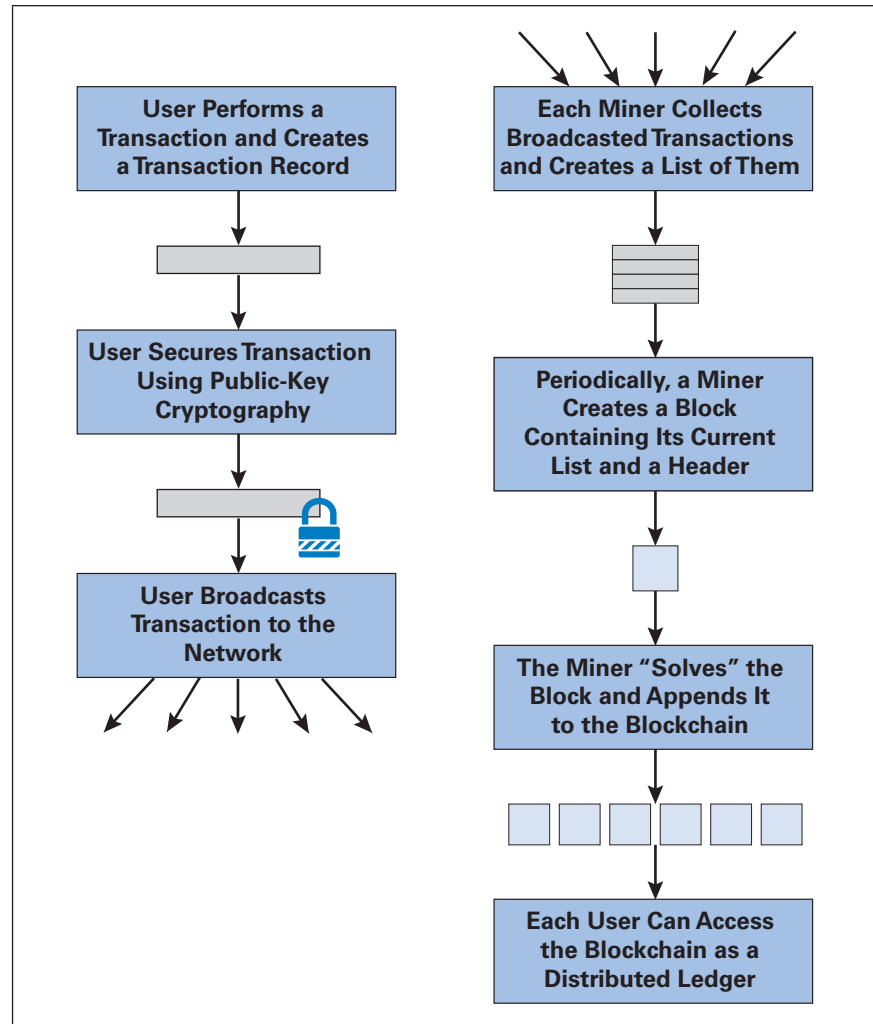 User Performs a
Transaction and Creates
a Transaction Record
User Secures Transaction
Using Public-Key
Cryptography
User Broadcasts
Transaction to the
Network
Each Miner Collects
Broadcasted Transactions
and Creates a List of Them
Periodically, a Miner
Creates a Block
Containing Its Current
List and a Header
The Miner “Solves” the
Block and Appends It
to the Blockchain
Each User Can Access
the Blockchain as a
Distributed Ledger